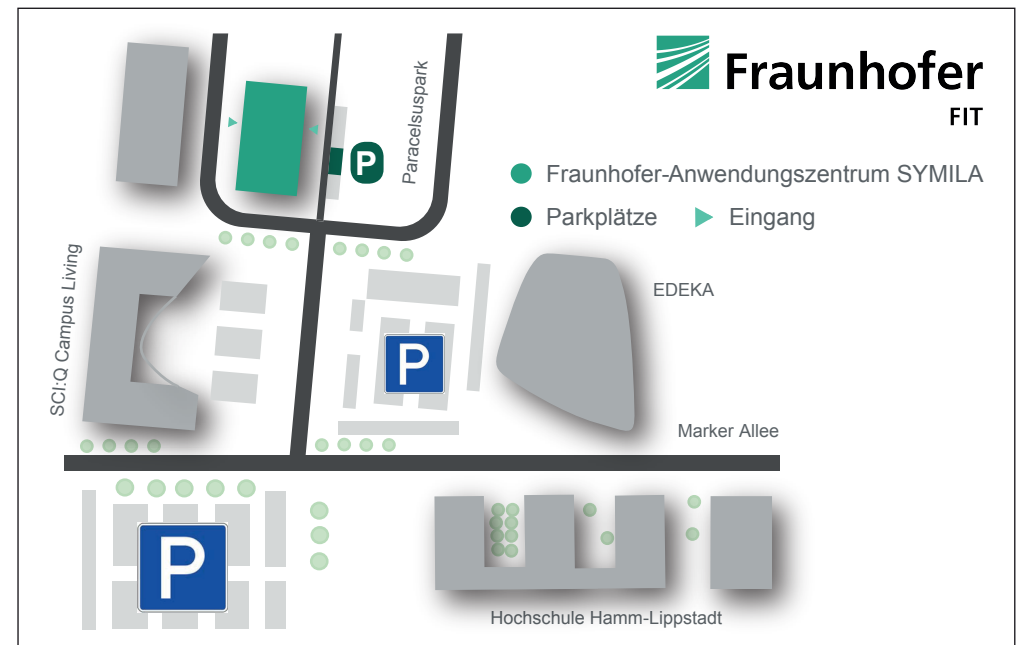 Fraunhofer
FIT
Paracelsuspark
P
Fraunhofer-Anwendungszentrum SYMILA
Parkplätze
Eingang
SCI:Q Campus Living
EDEKA
P
Marker Allee
P
Hochschule Hamm-Lippstadt